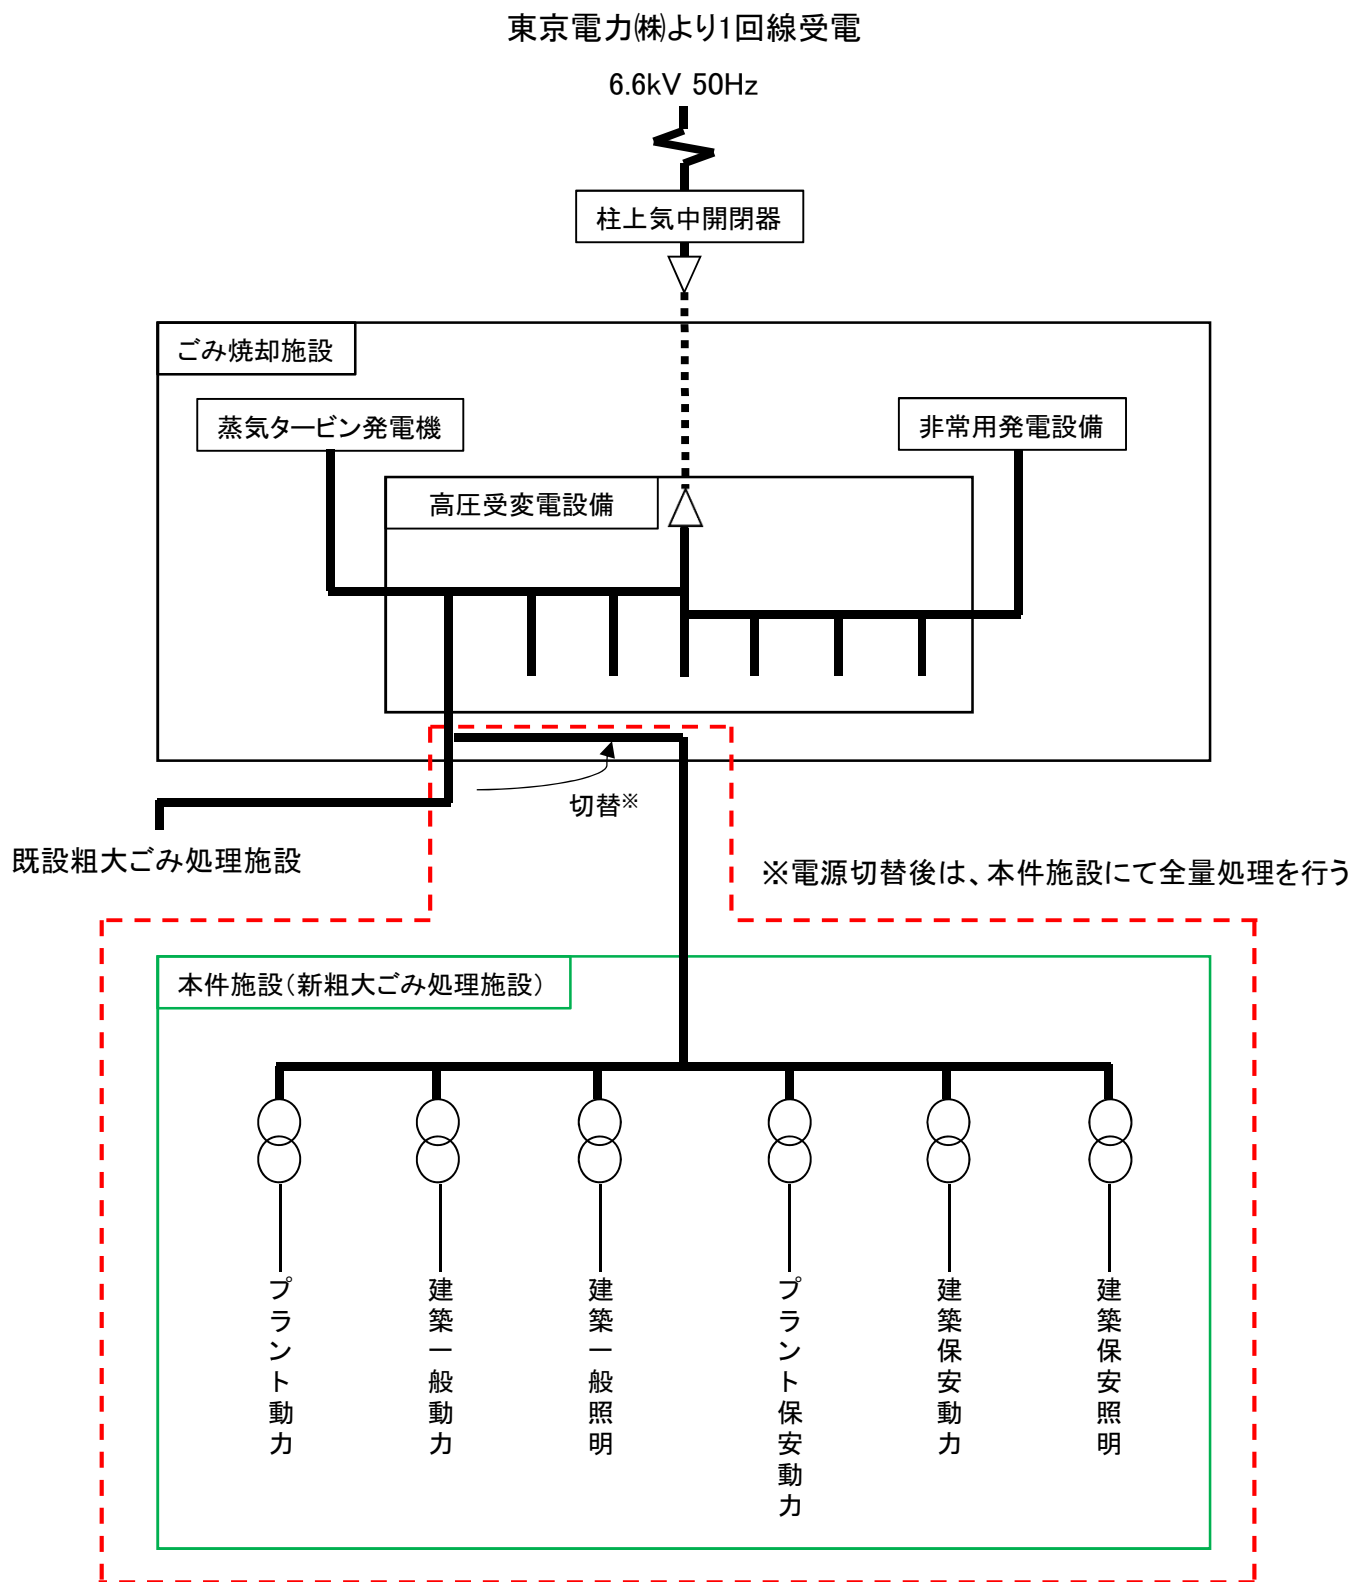 東京電力㈱より1回線受電
6.6kV 50Hz
柱上気中開閉器
ごみ焼却施設
蒸気タービン発電機
非常用発電設備
高圧受変電設備
切替※
既設粗大ごみ処理施設
※電源切替後は、本件施設にて全量処理を行う
本件施設（新粗大ごみ処理施設）
プラント動力
建築一般動力
建築一般照明
プラント保安動力
建築保安動力
建築保安照明